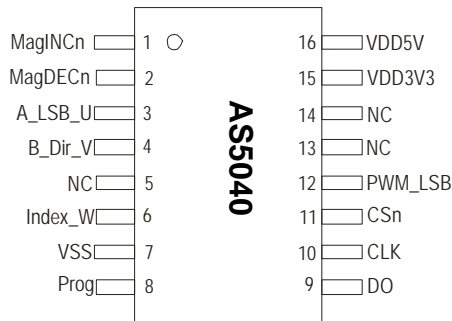 MagINCn 1 16 VDD5V
MagDECn 2 15 VDD3V3
A_LSB_U 3 14 NC
B_Dir_V 4 13 NC
NC 5 12 PWM_LSB
Index_W 6 11 CSn
VSS 7 10 CLK
Prog 8 9 DO
AS5040